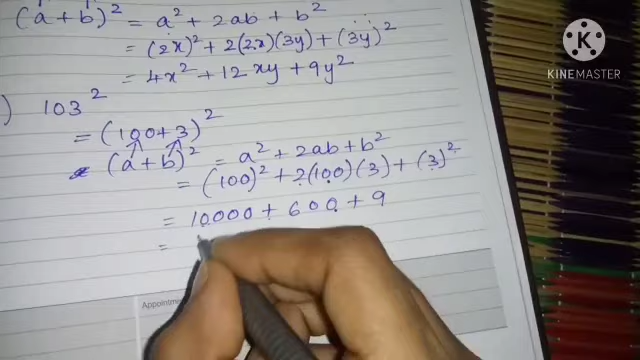 (a+b)² = a² + 2ab + b²
= (2x)² + 2(2x)(3y) + (3y)²
= 4x² + 12xy + 9y²
) 103²
= (100+3)²
(a+b)² = a² + 2ab + b²
= (100)² + 2(100)(3) + (3)²
= 10000 + 600 + 9
=
Appointm
KINEMASTER